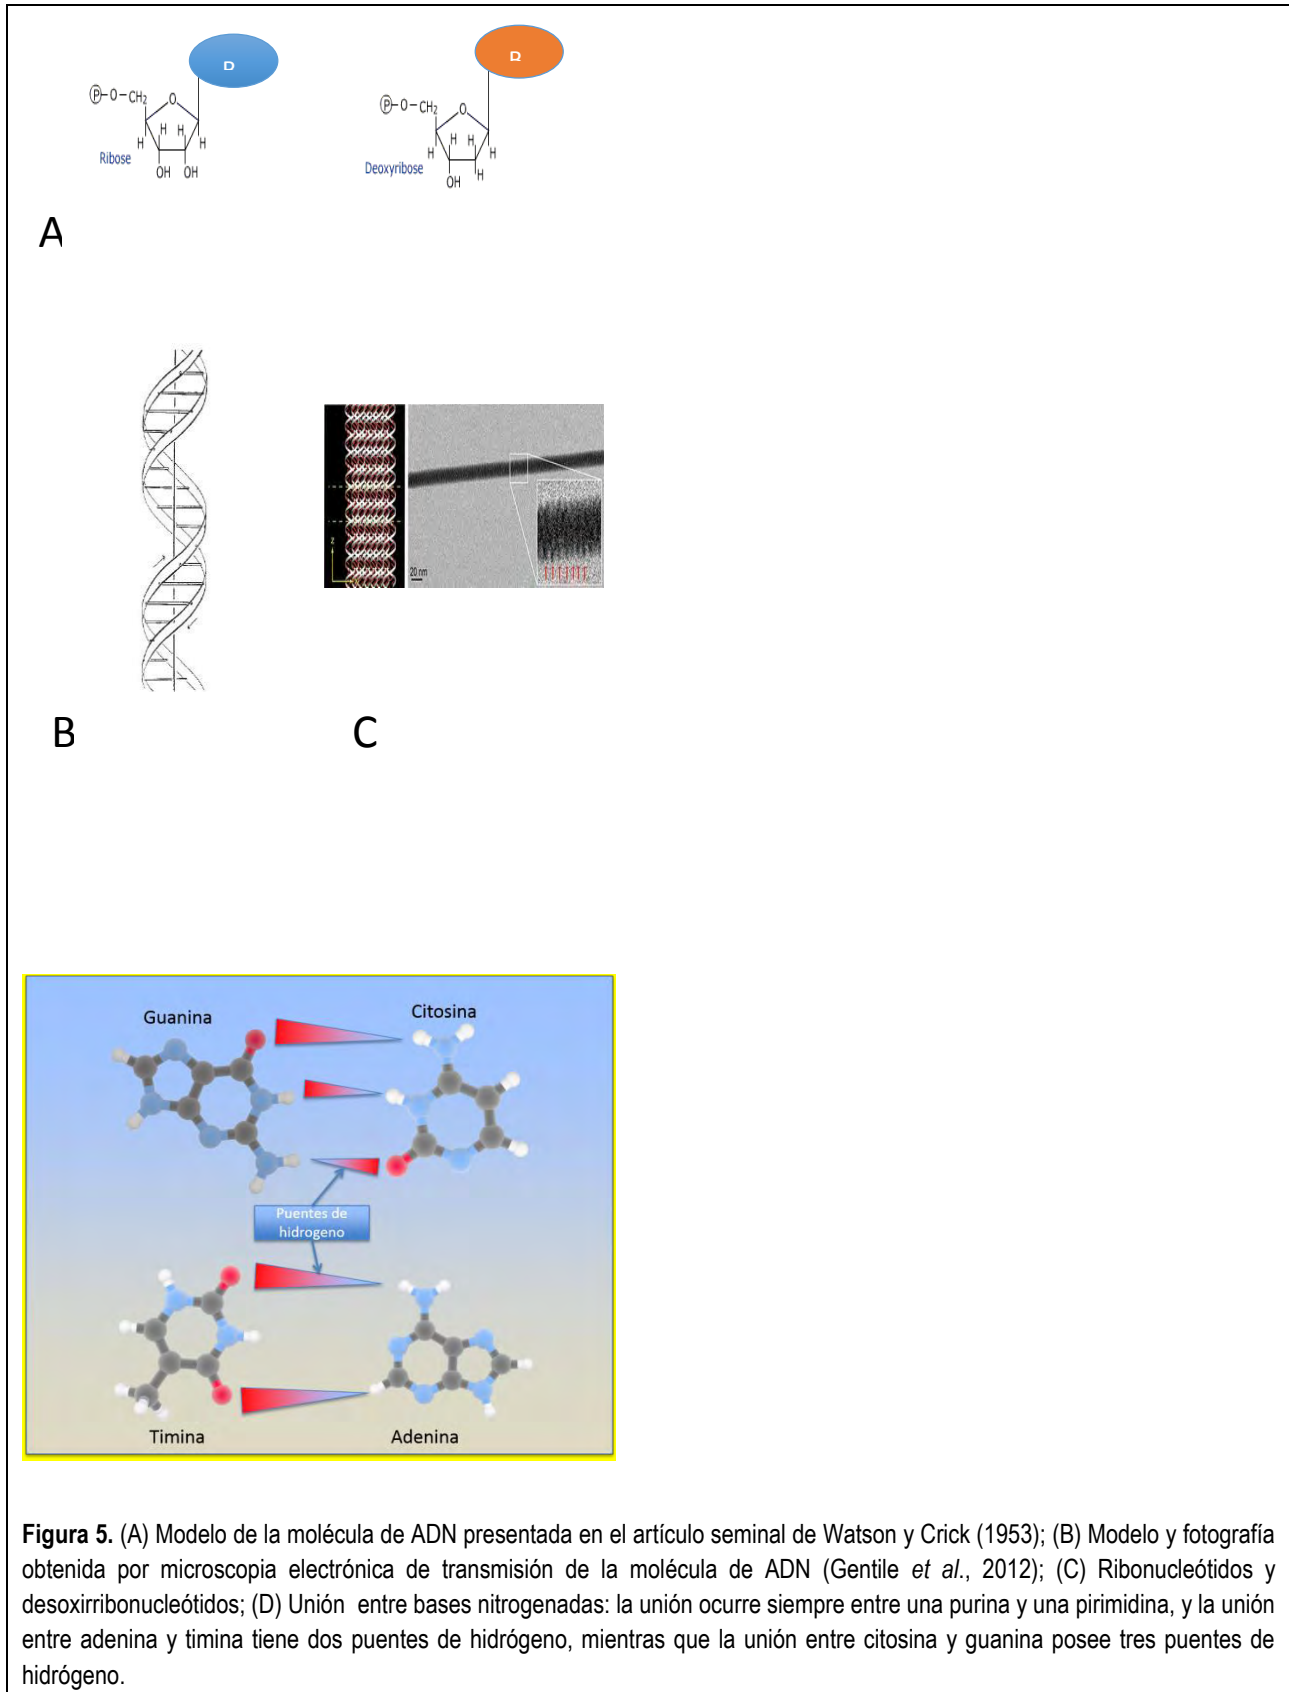 P-O-CH2
O
H
H
H
H
Ribose
OH OH
P-O-CH2
O
H
H
H
H
Deoxyribose
OH
H
A
z
20 nm
B
C
Guanina
Citosina
Puentes de
hidrogeno
Timina
Adenina
Figura 5. (A) Modelo de la molécula de ADN presentada en el artículo seminal de Watson y Crick (1953); (B) Modelo y fotografía
obtenida por microscopia electrónica de transmisión de la molécula de ADN (Gentile et al., 2012); (C) Ribonucleótidos y
desoxirribonucleótidos; (D) Unión entre bases nitrogenadas: la unión ocurre siempre entre una purina y una pirimidina, y la unión
entre adenina y timina tiene dos puentes de hidrógeno, mientras que la unión entre citosina y guanina posee tres puentes de
hidrógeno.